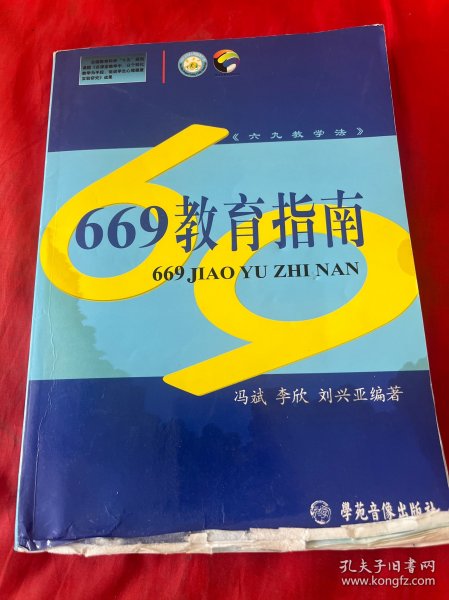 《六九教学法》
69
669教育指南
669 JIAO YU ZHI NAN
冯斌 李欣 刘兴亚编著
學苑音像出版社
孔夫子旧书网
www.kongfz.com